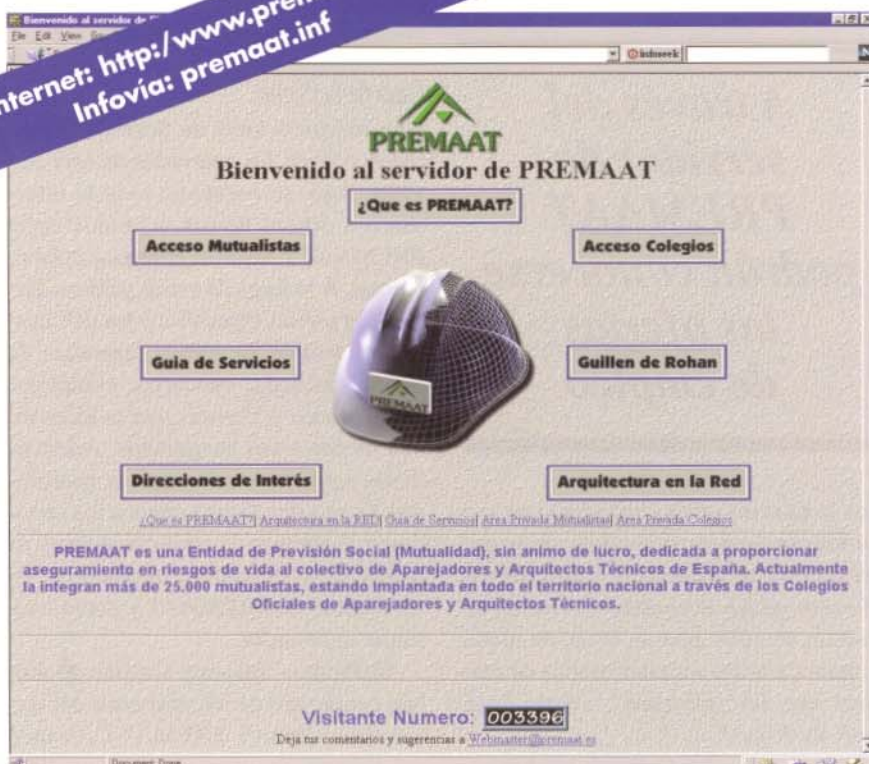 Internet: http:/www.prem
Infovía: premaat.inf
Bienvenido al servidor de
File Edit View
Infoseek
PREMAAT
Bienvenido al servidor de PREMAAT
¿Que es PREMAAT?
Acceso Mutualistas
Acceso Colegios
PREMAAT
Guia de Servicios
Guillen de Rohan
Direcciones de Interés
Arquitectura en la Red
¿Que es PREMAAT?| Arquitectura en la RED| Guia de Servicios| Area Privada Mutualistas| Area Privada Colegios
PREMAAT es una Entidad de Previsión Social (Mutualidad), sin animo de lucro, dedicada a proporcionar
aseguramiento en riesgos de vida al colectivo de Aparejadores y Arquitectos Técnicos de España. Actualmente
la integran más de 25.000 mutualistas, estando implantada en todo el territorio nacional a través de los Colegios
Oficiales de Aparejadores y Arquitectos Técnicos.
Visitante Numero: 003396
Deja tus comentarios y sugerencias a Webmaster@premaat.es
Document: Done